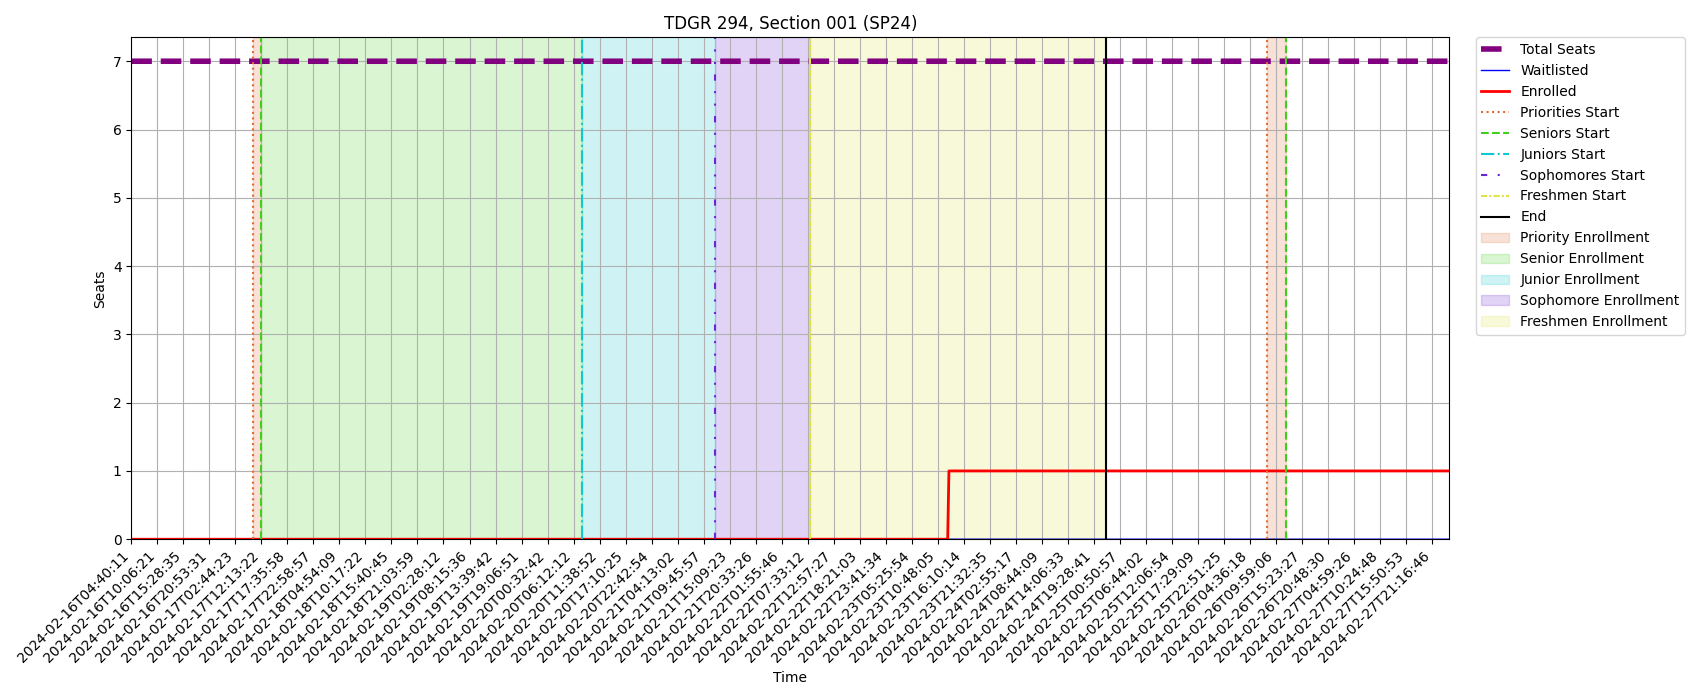 TDGR 294, Section 001 (SP24)
Seats
7
6
5
4
3
2
1
0
2024-02-16T04:40:11
2024-02-16T10:06:21
2024-02-16T15:28:35
2024-02-16T20:53:31
2024-02-17T02:44:23
2024-02-17T12:13:22
2024-02-17T17:35:58
2024-02-17T22:58:57
2024-02-18T04:54:09
2024-02-18T10:17:22
2024-02-18T15:40:45
2024-02-18T21:03:59
2024-02-19T02:28:12
2024-02-19T08:15:36
2024-02-19T13:39:42
2024-02-19T19:06:51
2024-02-20T00:32:42
2024-02-20T06:12:12
2024-02-20T11:38:52
2024-02-20T17:10:25
2024-02-20T22:42:54
2024-02-21T04:13:02
2024-02-21T09:45:57
2024-02-21T15:09:23
2024-02-21T20:33:26
2024-02-22T01:55:46
2024-02-22T07:33:12
2024-02-22T12:57:27
2024-02-22T18:21:03
2024-02-22T23:41:34
2024-02-23T05:25:54
2024-02-23T10:48:05
2024-02-23T16:10:14
2024-02-23T21:32:35
2024-02-24T02:55:17
2024-02-24T08:44:09
2024-02-24T14:06:33
2024-02-24T19:28:41
2024-02-25T00:50:57
2024-02-25T06:44:02
2024-02-25T12:06:54
2024-02-25T17:29:09
2024-02-25T22:51:25
2024-02-26T04:36:18
2024-02-26T09:59:06
2024-02-26T15:23:27
2024-02-26T20:48:30
2024-02-27T04:59:26
2024-02-27T10:24:48
2024-02-27T15:50:53
2024-02-27T21:16:46
Time
Total Seats
Waitlisted
Enrolled
Priorities Start
Seniors Start
Juniors Start
Sophomores Start
Freshmen Start
End
Priority Enrollment
Senior Enrollment
Junior Enrollment
Sophomore Enrollment
Freshmen Enrollment